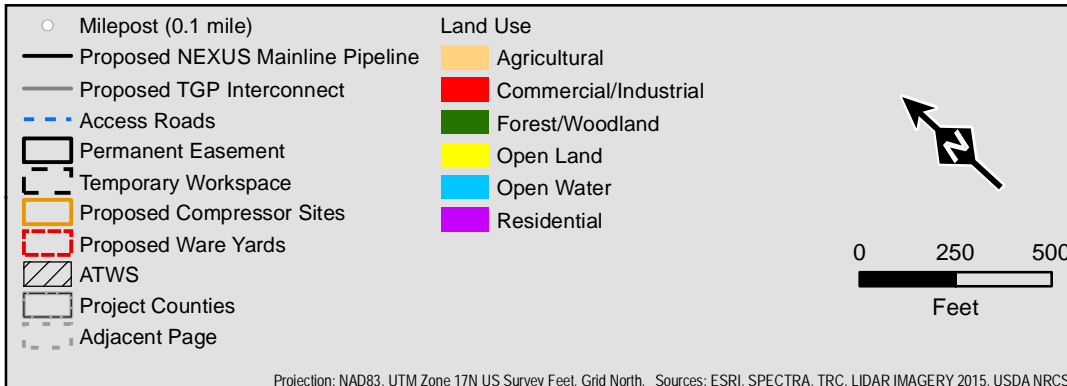 Milepost (0.1 mile)
Proposed NEXUS Mainline Pipeline
Proposed TGP Interconnect
Access Roads
Permanent Easement
Temporary Workspace
Proposed Compressor Sites
Proposed Ware Yards
ATWS
Project Counties
Adjacent Page
Land Use
Agricultural
Commercial/Industrial
Forest/Woodland
Open Land
Open Water
Residential
N
0 250 500
Feet
Projection: NAD83, UTM Zone 17N US Survey Feet, Grid North. Sources: ESRI, SPECTRA, TRC, LIDAR IMAGERY 2015, USDA NRCS